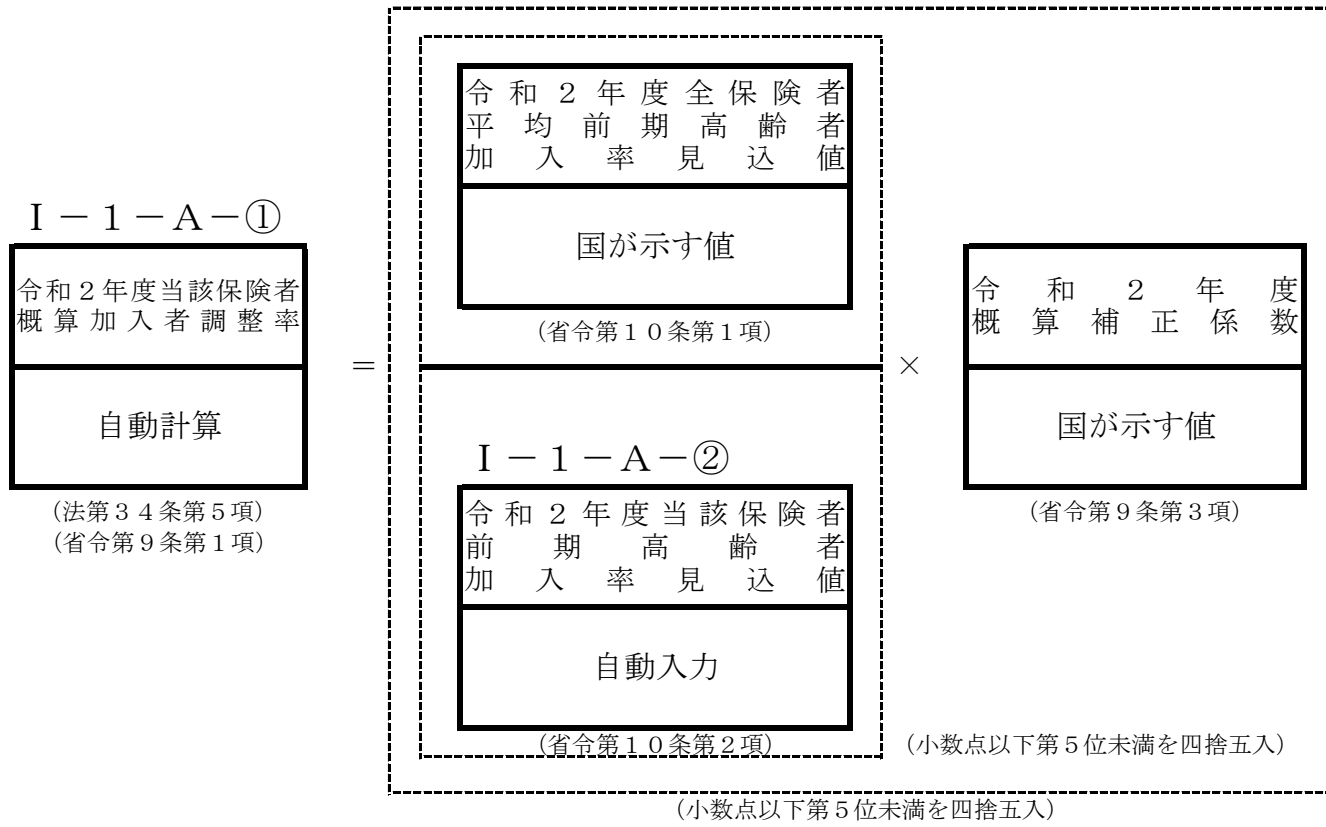 Ⅰ－１－Ａ－①
令和２年度当該保険者
概算加入者調整率
自動計算
(法第３４条第５項)
(省令第９条第１項)
＝
令和２年度全保険者
平均前期高齢者
加入率見込値
国が示す値
(省令第１０条第１項)
Ⅰ－１－Ａ－②
令和２年度当該保険者
前期高齢者
加入率見込値
自動入力
(省令第１０条第２項)
×
令和２年度
概算補正係数
国が示す値
(省令第９条第３項)
(小数点以下第５位未満を四捨五入)
(小数点以下第５位未満を四捨五入)